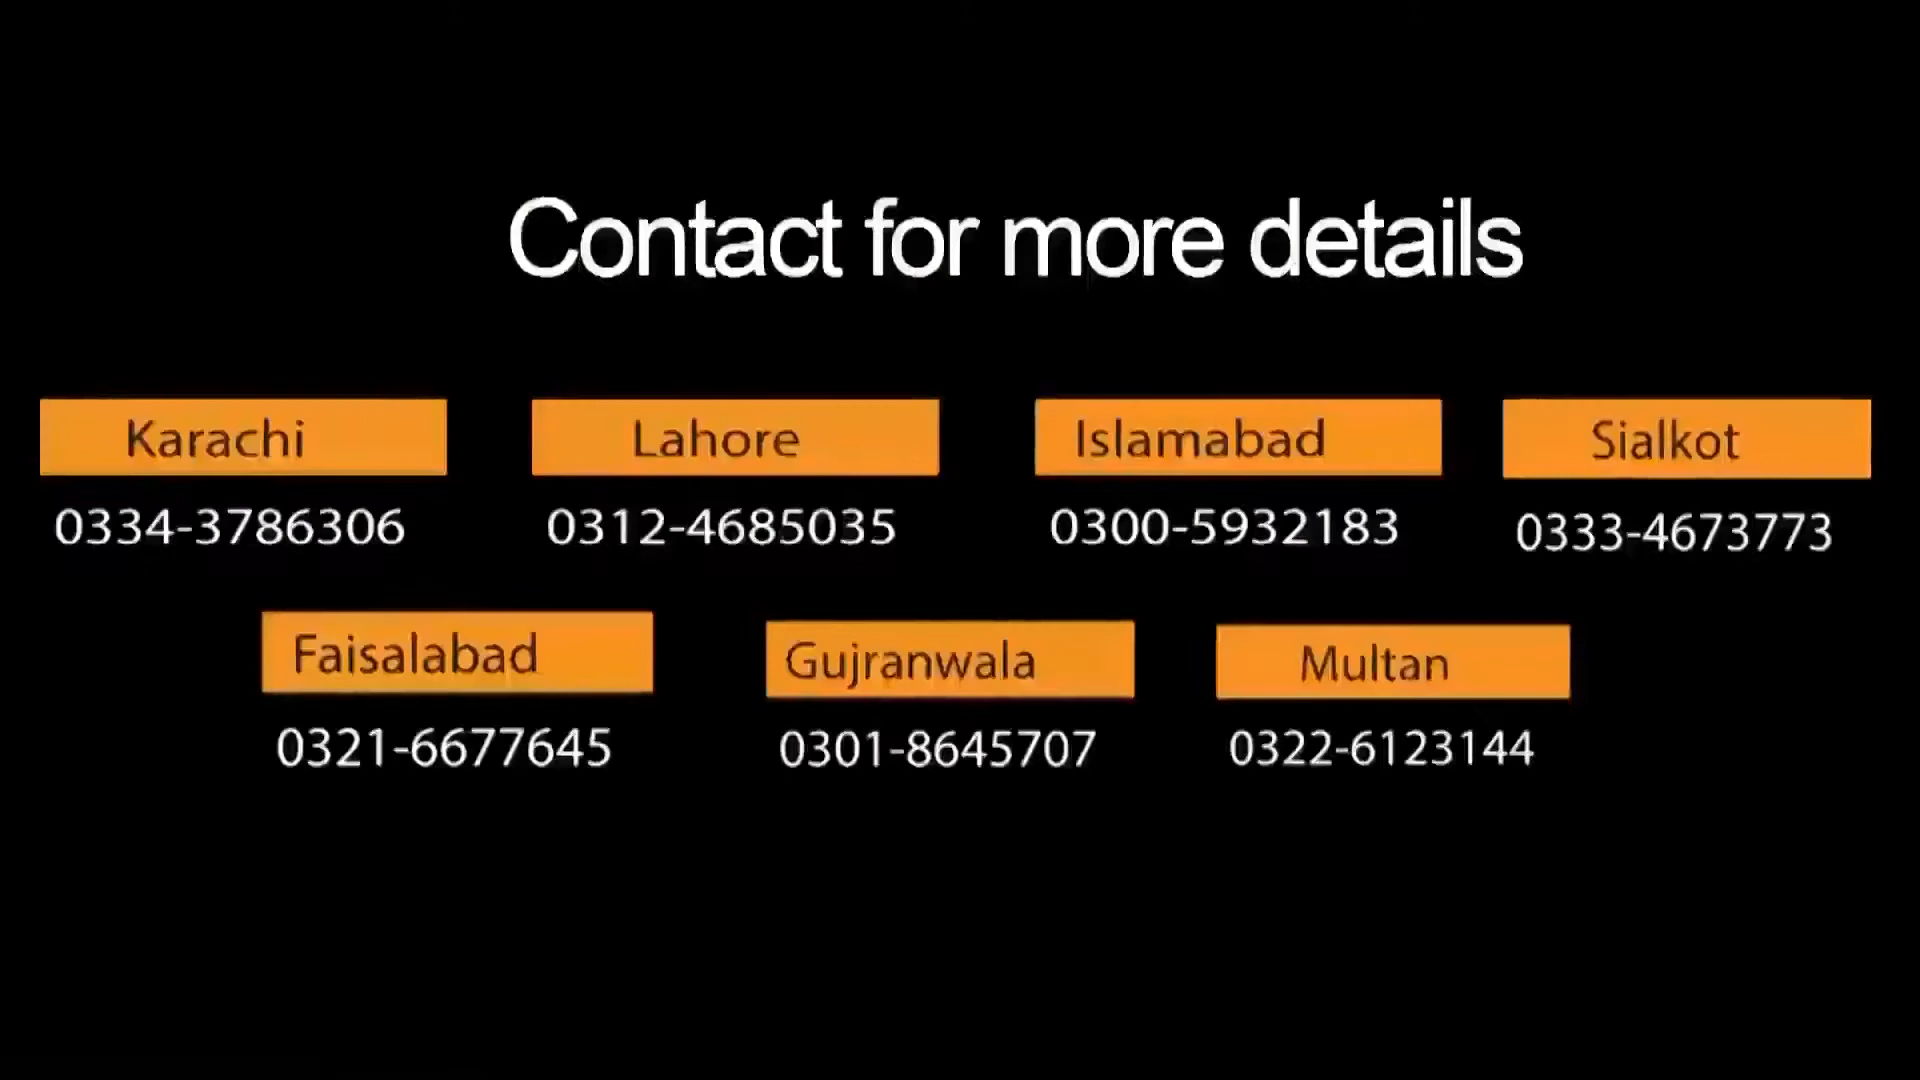 Contact for more details
Karachi Lahore Islamabad Sialkot
0334-3786306 0312-4685035 0300-5932183 0333-4673773
Faisalabad Gujranwala Multan
0321-6677645 0301-8645707 0322-6123144